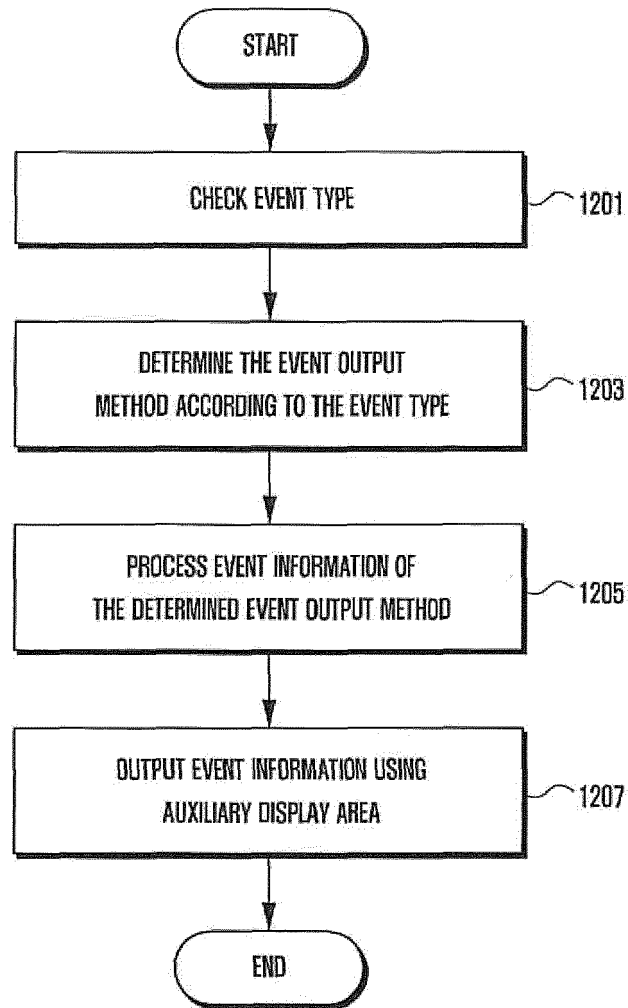 START
CHECK EVENT TYPE
1201
DETERMINE THE EVENT OUTPUT
METHOD ACCORDING TO THE EVENT TYPE
1203
PROCESS EVENT INFORMATION OF
THE DETERMINED EVENT OUTPUT METHOD
1205
OUTPUT EVENT INFORMATION USING
AUXILIARY DISPLAY AREA
1207
END